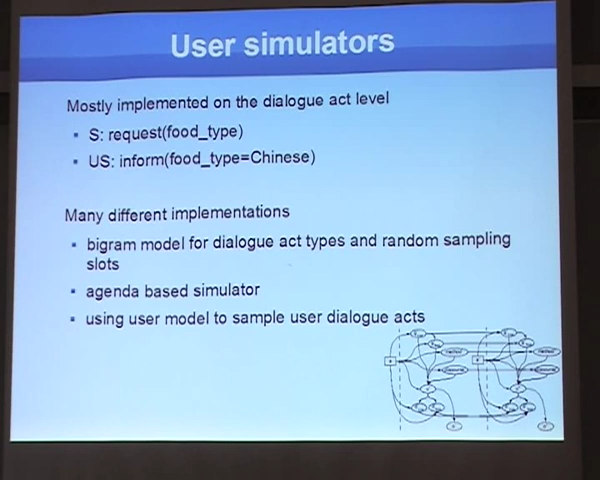 User simulators
Mostly implemented on the dialogue act level
S: request(food_type)
US: inform(food_type=Chinese)
Many different implementations
bigram model for dialogue act types and random sampling
slots
agenda based simulator
using user model to sample user dialogue acts